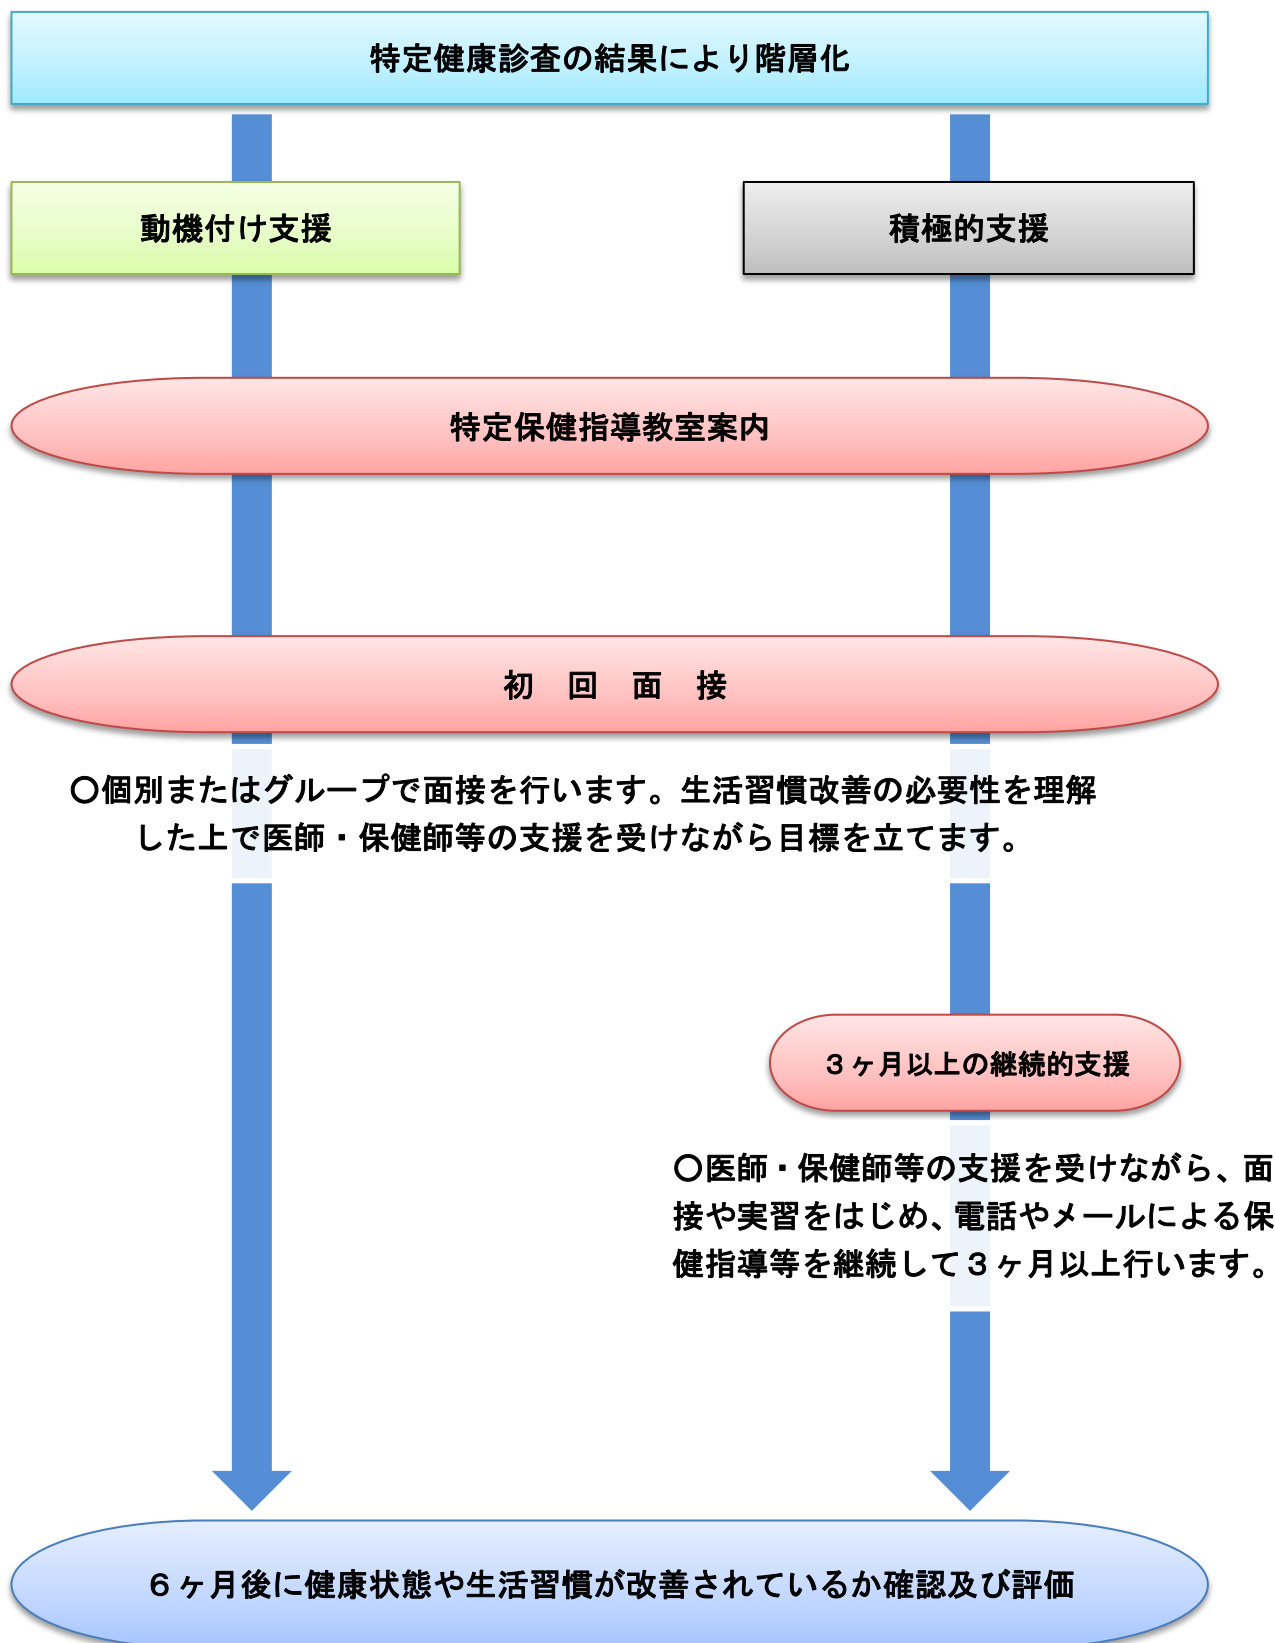 特定健康診査の結果により階層化
動機付け支援
積極的支援
特定保健指導教室案内
初　回　面　接
〇個別またはグループで面接を行います。生活習慣改善の必要性を理解
した上で医師・保健師等の支援を受けながら目標を立てます。
３ヶ月以上の継続的支援
〇医師・保健師等の支援を受けながら、面
接や実習をはじめ、電話やメールによる保
健指導等を継続して３ヶ月以上行います。
６ヶ月後に健康状態や生活習慣が改善されているか確認及び評価